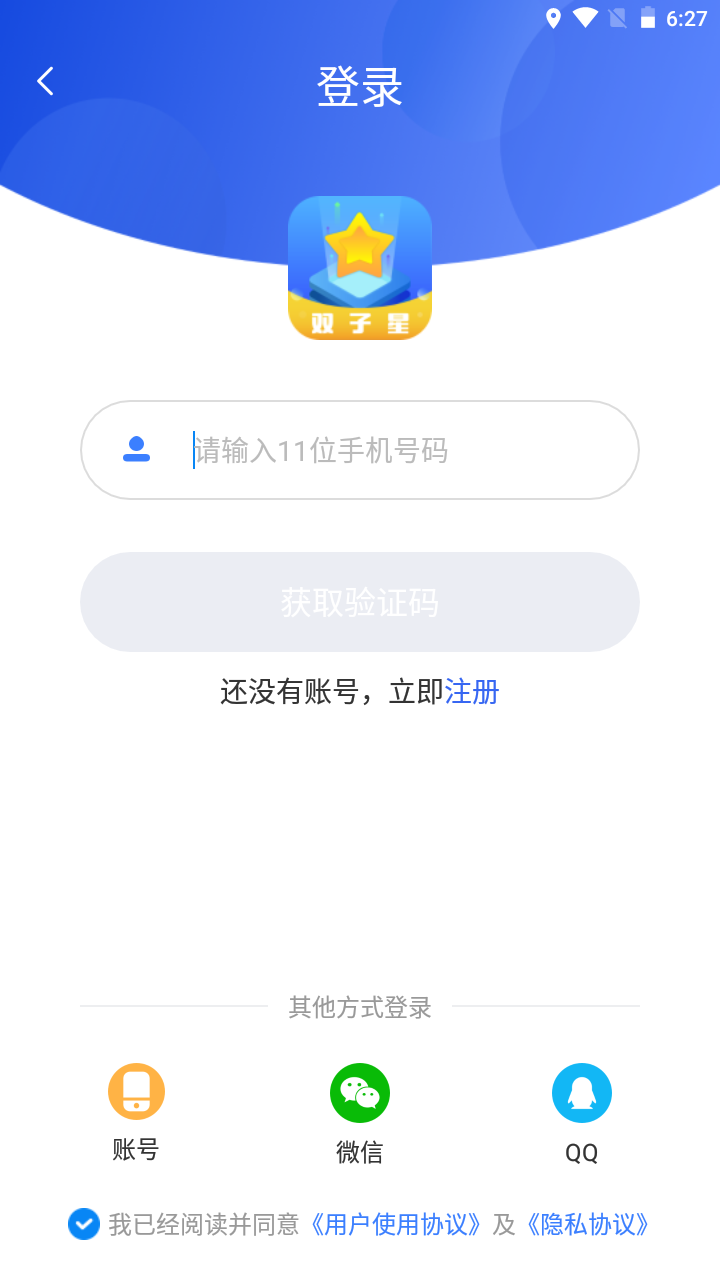 6:27
登录
双子星
请输入11位手机号码
获取验证码
还没有账号，立即注册
其他方式登录
账号
微信
QQ
我已经阅读并同意《用户使用协议》及《隐私协议》